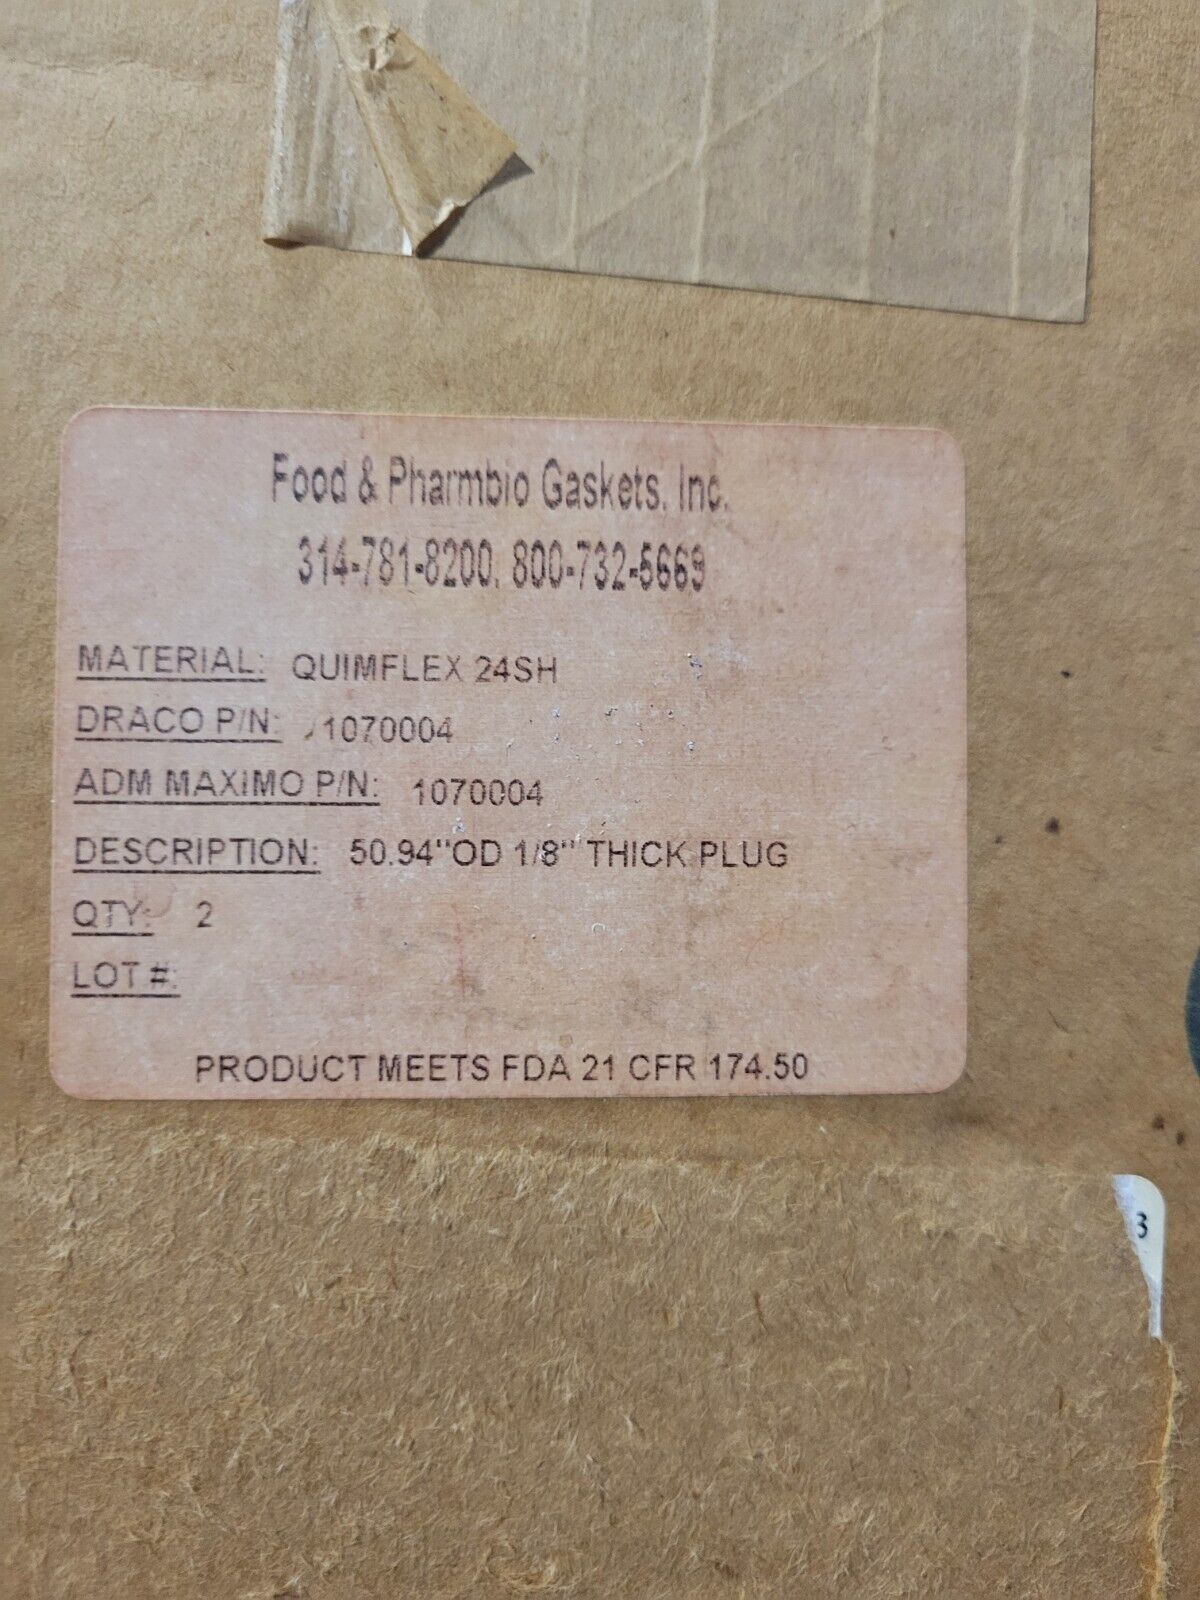 Food & Pharmbio Gaskets, Inc.
314-781-8200, 800-732-5669
MATERIAL: QUIMFLEX 24SH
DRACO P/N: 1070004
ADM MAXIMO P/N: 1070004
DESCRIPTION: 50.94"OD 1/8" THICK PLUG
QTY: 2
LOT #:
PRODUCT MEETS FDA 21 CFR 174.50
3